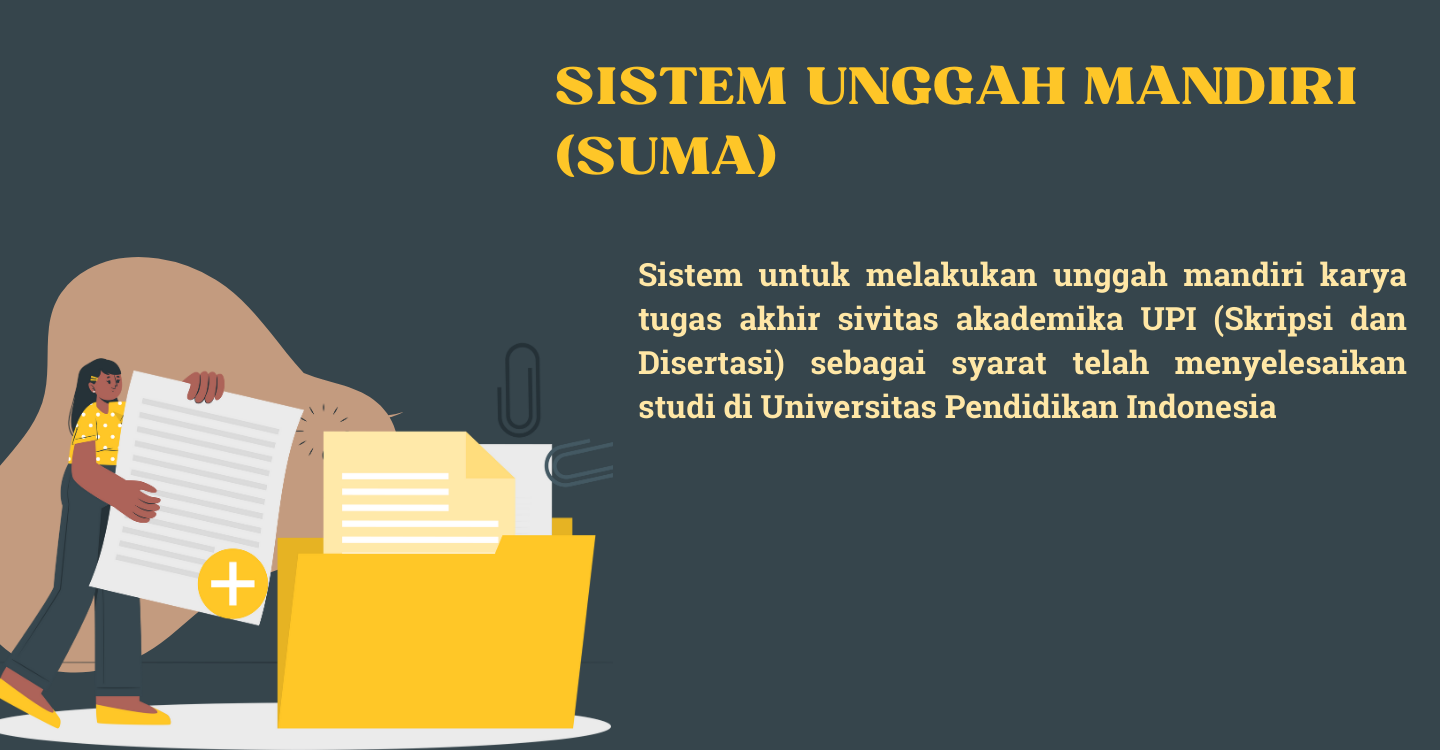 SISTEM UNGGAH MANDIRI
(SUMA)
Sistem untuk melakukan unggah mandiri karya
tugas akhir sivitas akademika UPI (Skripsi dan
Disertasi) sebagai syarat telah menyelesaikan
studi di Universitas Pendidikan Indonesia